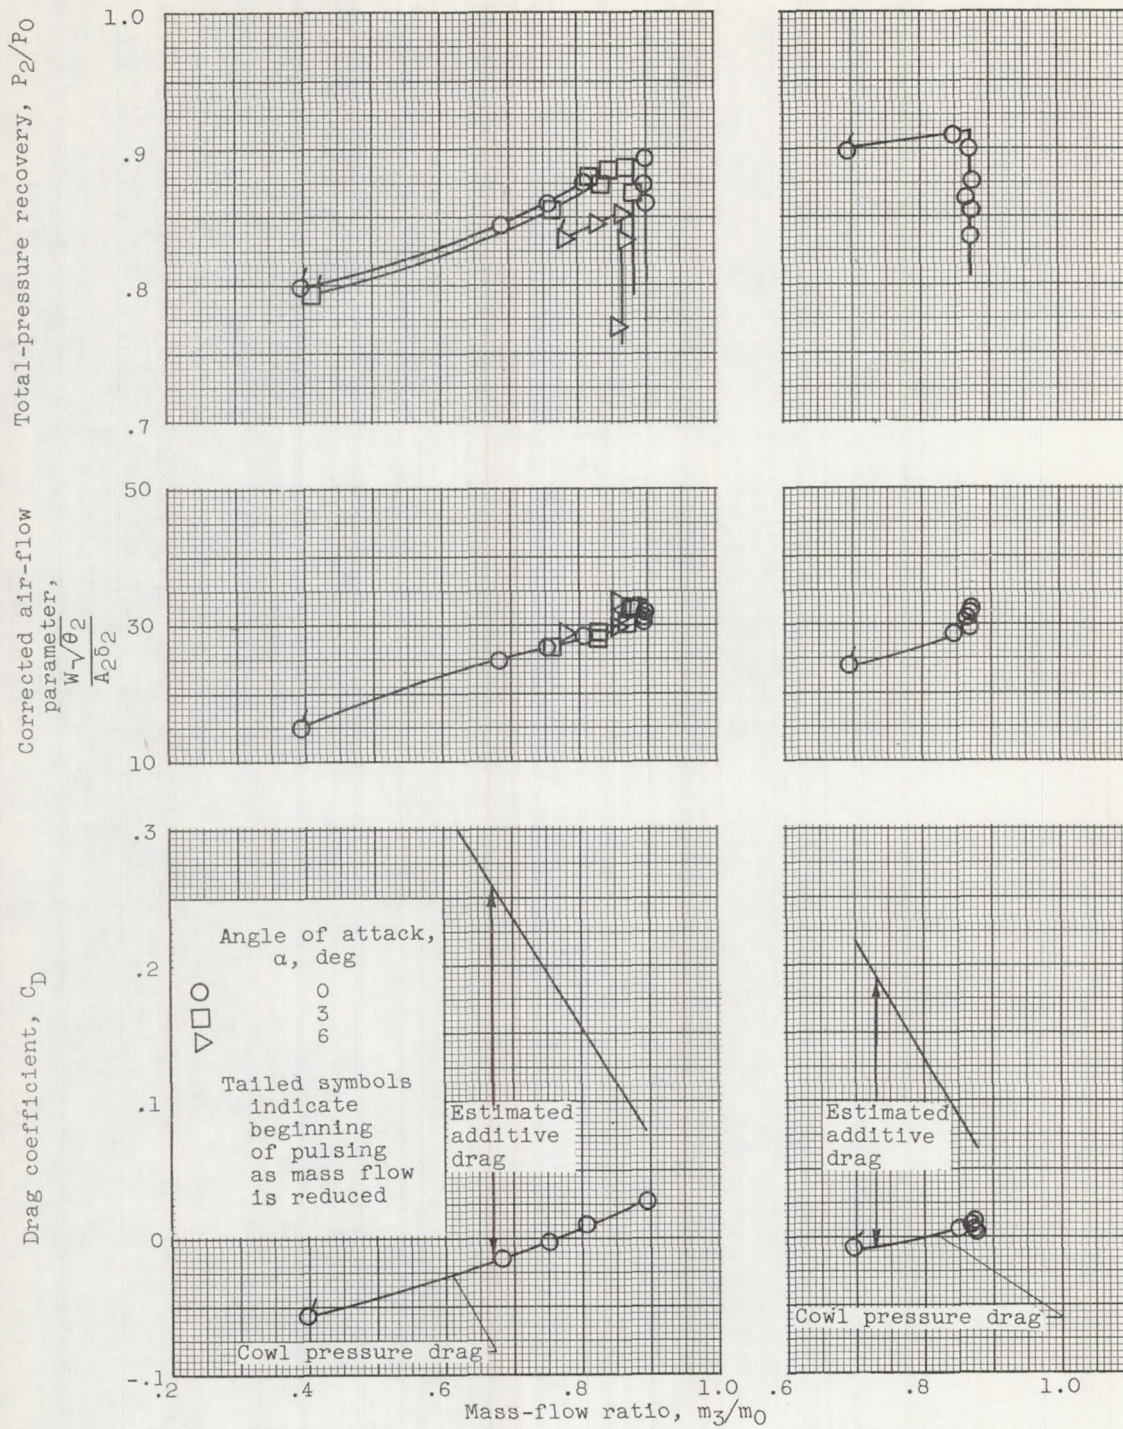 Total-pressure recovery, P2/P0
1.0
.9
.8
.7
Corrected air-flow
parameter,
W√θ2
A2δ2
50
30
10
Drag coefficient, CD
.3
.2
.1
0
-.1
Angle of attack,
α, deg
0
3
6
Tailed symbols
indicate
beginning
of pulsing
as mass flow
is reduced
Estimated
additive
drag
Cowl pressure drag
Estimated
additive
drag
Cowl pressure drag
.2 .4 .6 .8 1.0 .6 .8 1.0
Mass-flow ratio, m3/m0